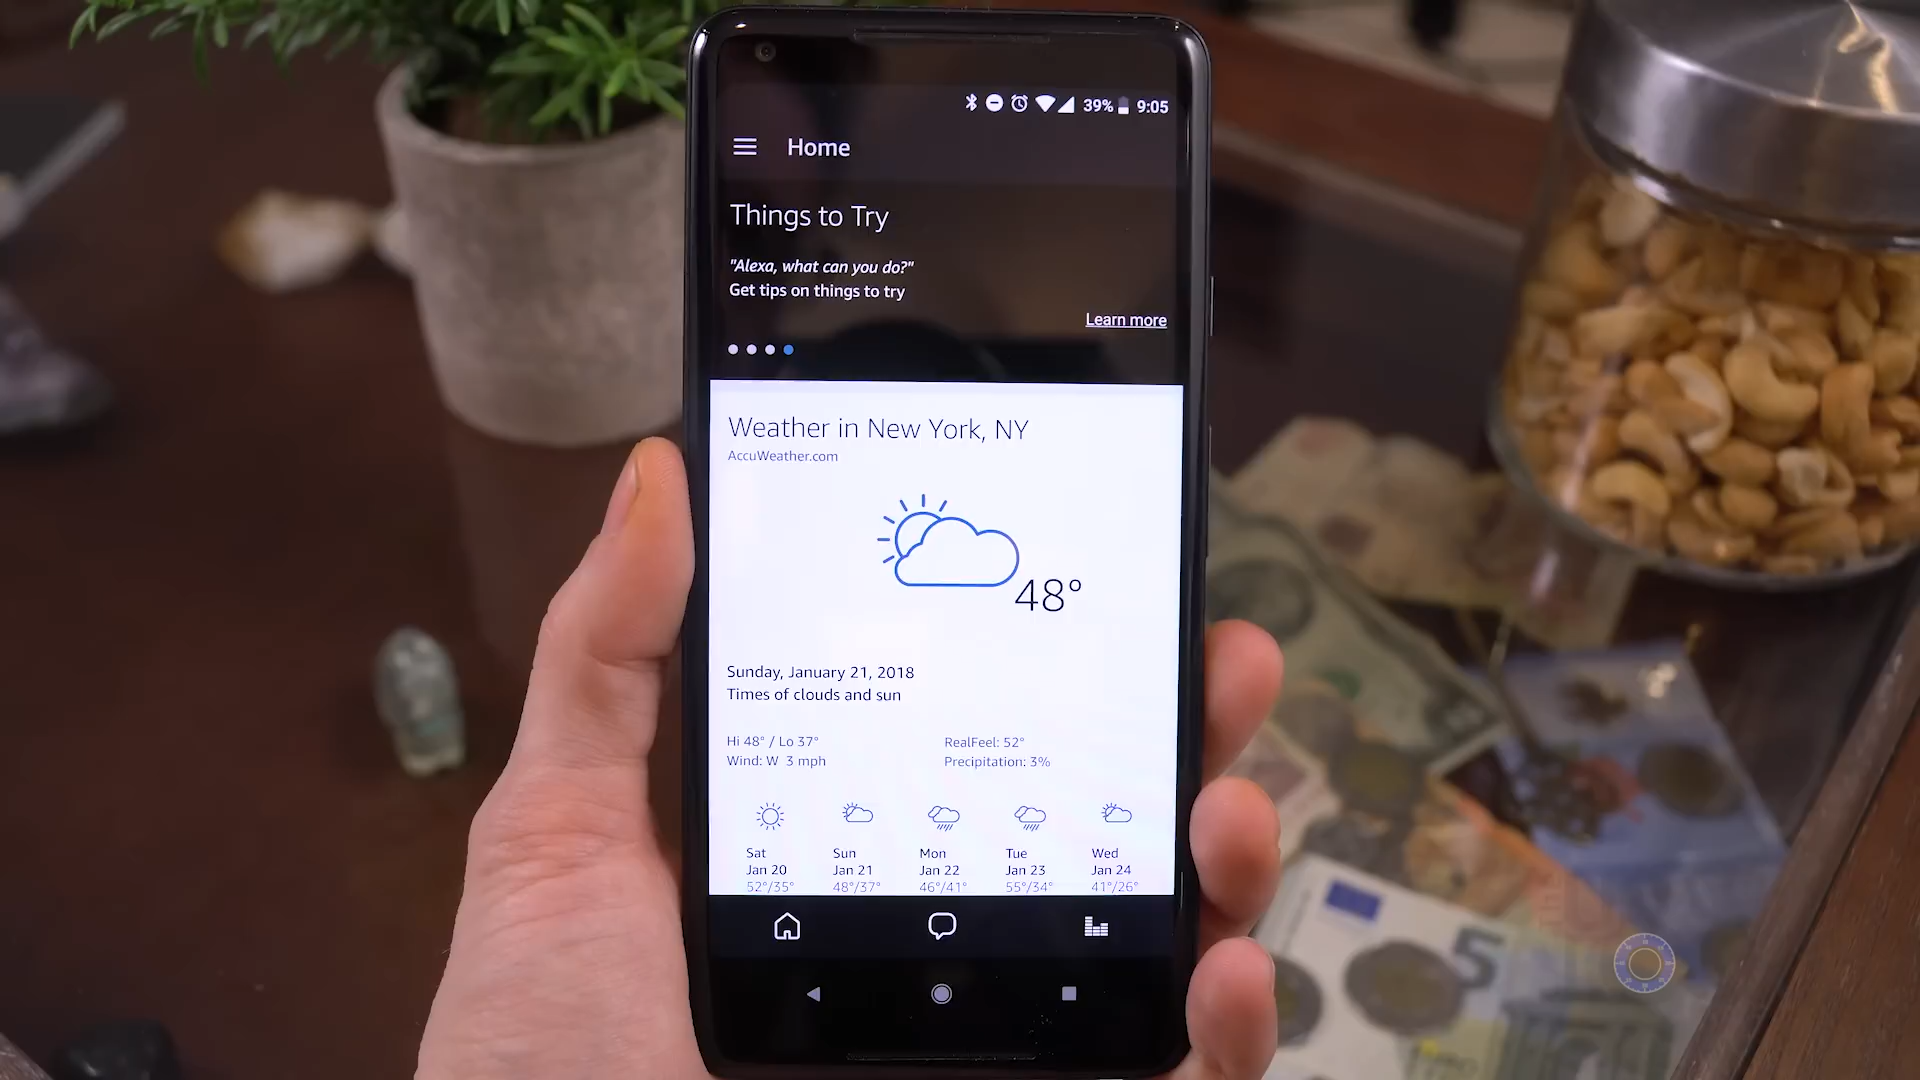 39% 9:05
Home
Things to Try
"Alexa, what can you do?"
Get tips on things to try
Learn more
Weather in New York, NY
AccuWeather.com
48°
Sunday, January 21, 2018
Times of clouds and sun
Hi 48° / Lo 37° RealFeel: 52°
Wind: W 3 mph Precipitation: 3%
Sat Sun Mon Tue Wed
Jan 20 Jan 21 Jan 22 Jan 23 Jan 24
52°/35° 48°/37° 46°/41° 55°/34° 41°/26°
5